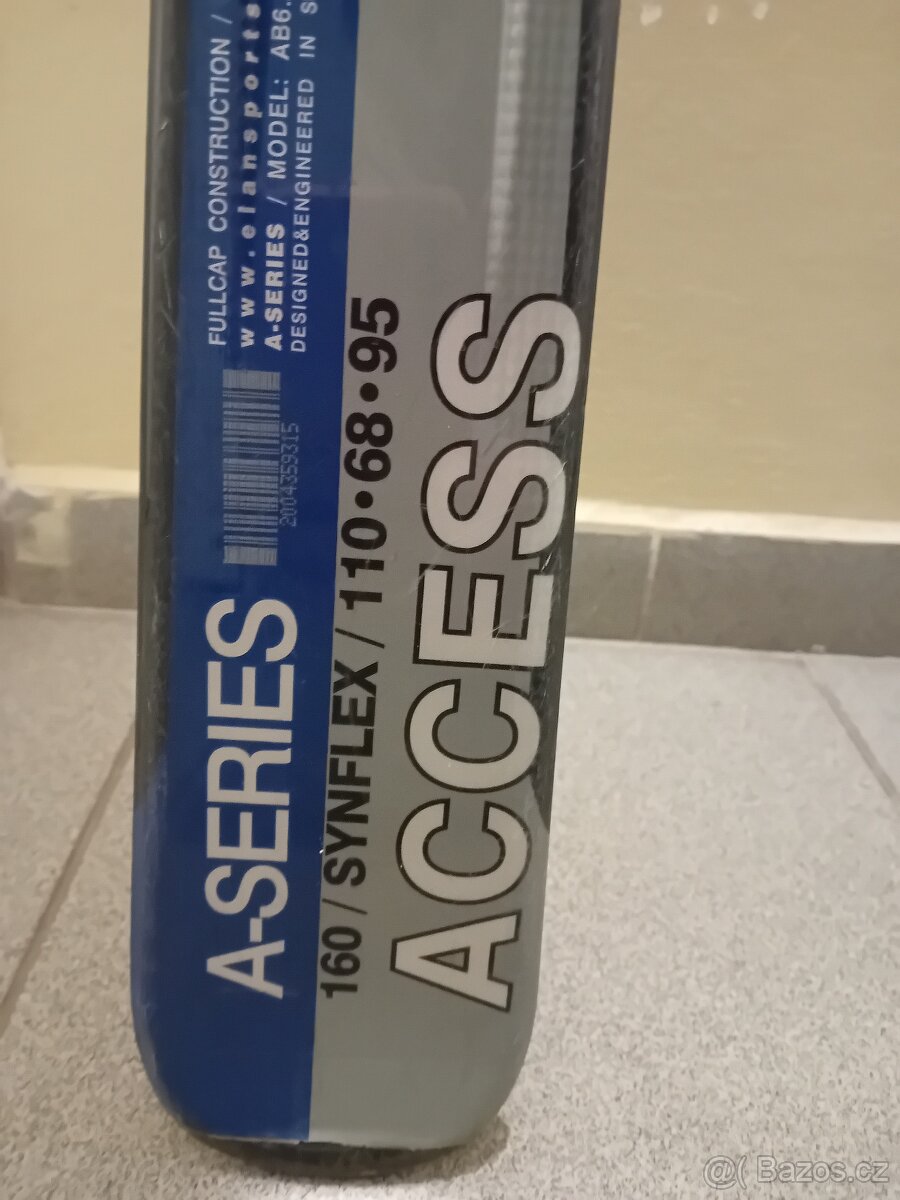 FULLCAP CONSTRUCTION /
www.elansports
A-SERIES / MODEL: AB6.
DESIGNED&ENGINEERED IN S
2004359315
A-SERIES
160 / SYNFLEX / 110•68•95
ACCESS
@( Bazos.cz